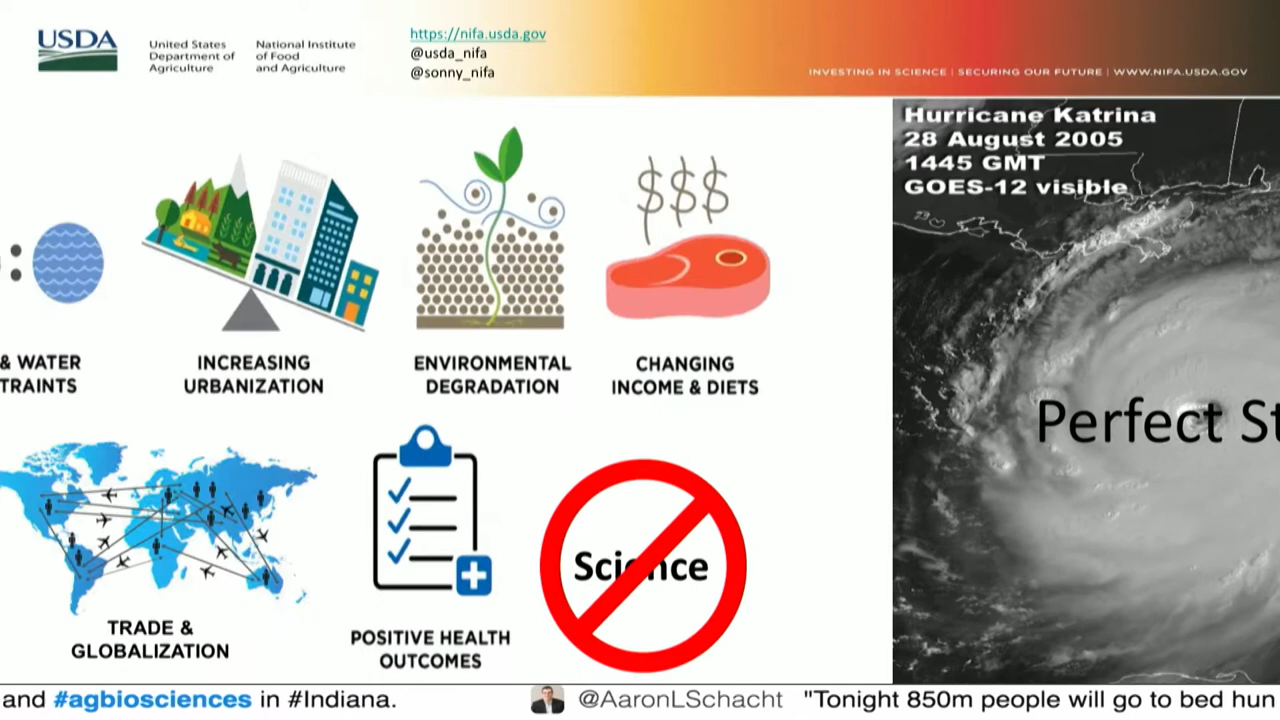 USDA
United States
Department of
Agriculture
National Institute
of Food
and Agriculture
https://nifa.usda.gov
@usda_nifa
@sonny_nifa
INVESTING IN SCIENCE | SECURING OUR FUTURE | WWW.NIFA.USDA.GOV
Hurricane Katrina
28 August 2005
1445 GMT
GOES-12 visible
$$$
& WATER
TRAINTS
INCREASING
URBANIZATION
ENVIRONMENTAL
DEGRADATION
CHANGING
INCOME & DIETS
Perfect St
Science
TRADE &
GLOBALIZATION
POSITIVE HEALTH
OUTCOMES
and #agbiosciences in #Indiana.
@AaronLSchacht "Tonight 850m people will go to bed hun